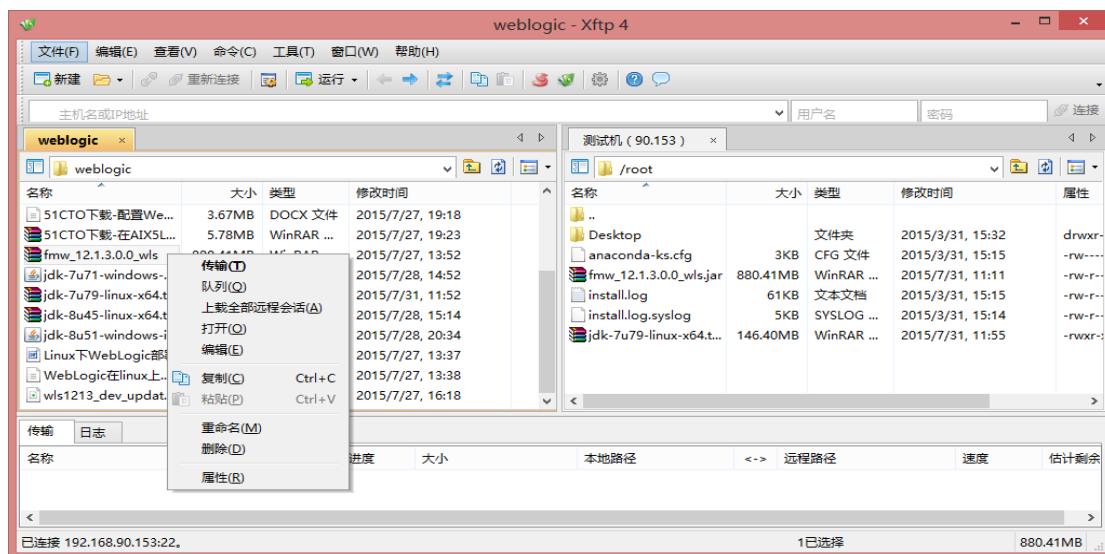 weblogic - Xftp 4
文件(F) 编辑(E) 查看(V) 命令(C) 工具(T) 窗口(W) 帮助(H)
新建 重新连接 运行
主机名或IP地址 用户名 密码 连接
weblogic × 测试机 ( 90.153 ) ×
weblogic /root
名称 大小 类型 修改时间 名称 大小 类型 修改时间 属性
51CTO下载-配置We... 3.67MB DOCX 文件 2015/7/27, 19:18 ..
51CTO下载-在AIX5L... 5.78MB WinRAR ... 2015/7/27, 19:23 Desktop 文件夹 2015/3/31, 15:32 drwxr-
fmw_12.1.3.0.0_wls 880.41MB WinRAR 2015/7/27, 13:52 anaconda-ks.cfg 3KB CFG 文件 2015/3/31, 15:15 -rw----
jdk-7u71-windows-. 2015/7/28, 14:52 fmw_12.1.3.0.0_wls.jar 880.41MB WinRAR ... 2015/7/31, 11:11 -rw-r--
jdk-7u79-linux-x64.t 2015/7/31, 11:52 install.log 61KB 文本文档 2015/3/31, 15:15 -rw-r--
jdk-8u45-linux-x64.t 2015/7/28, 15:14 install.log.syslog 5KB SYSLOG ... 2015/3/31, 15:14 -rw-r--
jdk-8u51-windows-i 2015/7/28, 20:34 jdk-7u79-linux-x64.t... 146.40MB WinRAR ... 2015/7/31, 11:55 -rwxr-
Linux下WebLogic部 2015/7/27, 13:37
WebLogic在linux上.. 2015/7/27, 13:38
wls1213_dev_updat. 2015/7/27, 16:18
传输(T)
队列(Q)
上载全部远程会话(A)
打开(O)
编辑(E)
复制(C) Ctrl+C
粘贴(P) Ctrl+V
重命名(M)
删除(D)
属性(R)
传输 日志
名称 进度 大小 本地路径 <-> 远程路径 速度 估计剩余
已连接 192.168.90.153:22。 1已选择 880.41MB